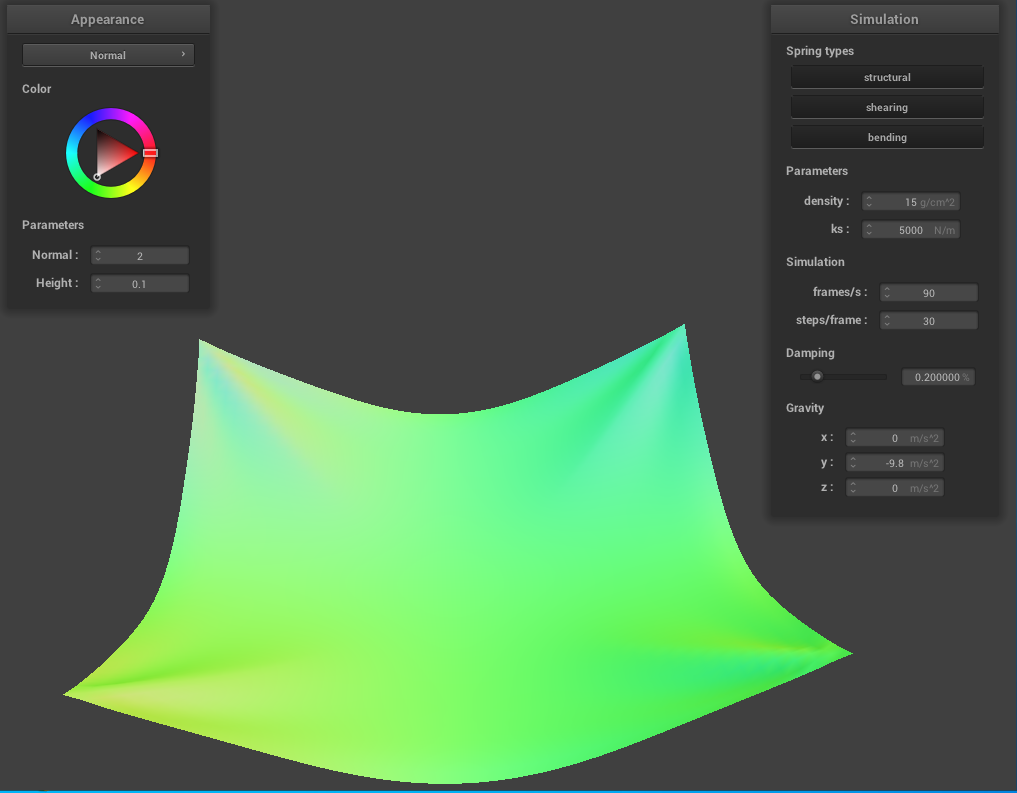 Appearance
Normal
Color
Parameters
Normal :
2
Height :
0.1
Simulation
Spring types
structural
shearing
bending
Parameters
density :
15 g/cm^2
ks :
5000 N/m
Simulation
frames/s :
90
steps/frame :
30
Damping
0.200000 %
Gravity
x :
0 m/s^2
y :
-9.8 m/s^2
z :
0 m/s^2